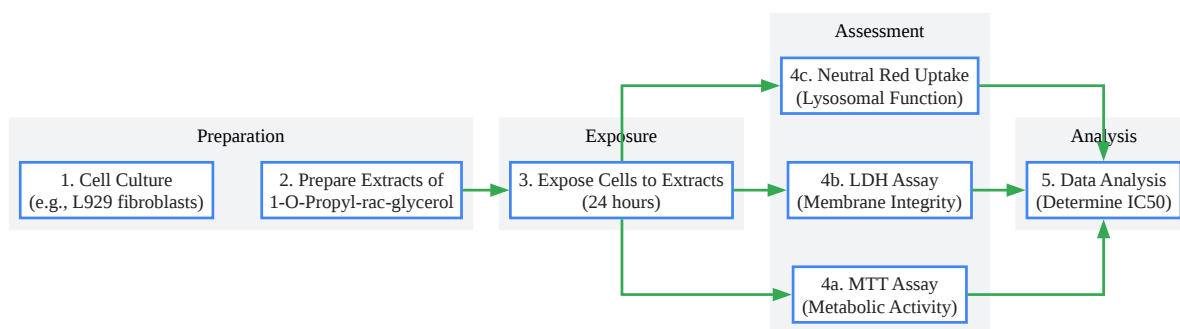 Preparation
1. Cell Culture
(e.g., L929 fibroblasts)
2. Prepare Extracts of
1-O-Propyl-rac-glycerol
Exposure
3. Expose Cells to Extracts
(24 hours)
Assessment
4c. Neutral Red Uptake
(Lysosomal Function)
4b. LDH Assay
(Membrane Integrity)
4a. MTT Assay
(Metabolic Activity)
Analysis
5. Data Analysis
(Determine IC50)